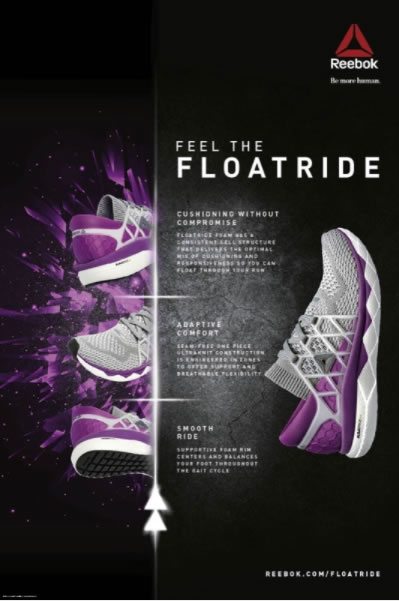 Reebok
Be more human.
FEEL THE
FLOATRIDE
CUSHIONING WITHOUT
COMPROMISE
FLOATRIDE FOAM HAS A
CONSISTENT CELL STRUCTURE
THAT DELIVERS THE OPTIMAL
MIX OF CUSHIONING AND
RESPONSIVENESS SO YOU CAN
FLOAT THROUGH YOUR RUN
ADAPTIVE
COMFORT
SEAM-FREE ONE PIECE
ULTRAKNIT CONSTRUCTION
IS ENGINEERED IN ZONES
TO OFFER SUPPORT AND
BREATHABLE FLEXIBILITY
SMOOTH
RIDE
SUPPORTIVE FOAM RIM
CENTERS AND BALANCES
YOUR FOOT THROUGHOUT
THE GAIT CYCLE
REEBOK.COM/FLOATRIDE